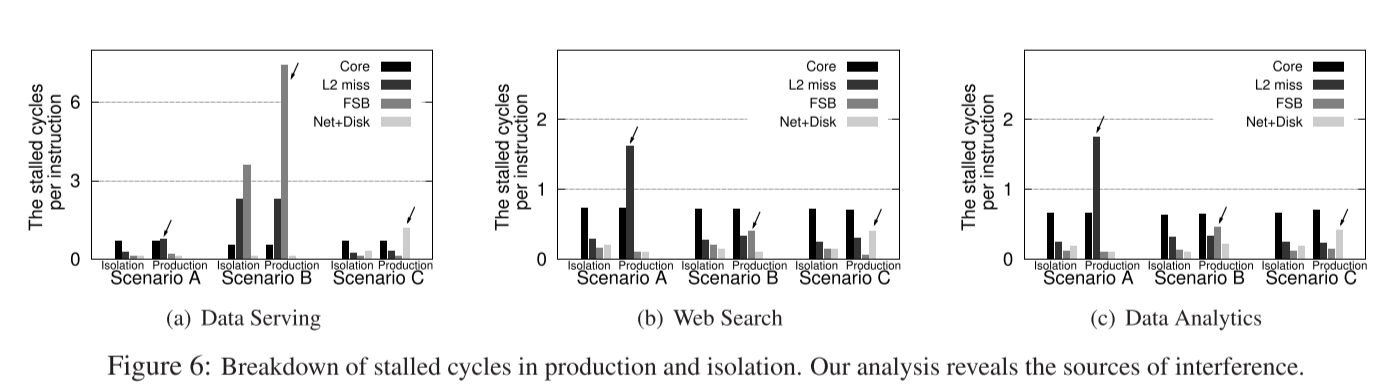 The stalled cycles
per instruction
6
3
0
Core
L2 miss
FSB
Net+Disk
Isolation Production
Scenario A
Isolation Production
Scenario B
Isolation Production
Scenario C
(a) Data Serving
The stalled cycles
per instruction
2
1
0
Core
L2 miss
FSB
Net+Disk
Isolation Production
Scenario A
Isolation Production
Scenario B
Isolation Production
Scenario C
(b) Web Search
The stalled cycles
per instruction
2
1
0
Core
L2 miss
FSB
Net+Disk
Isolation Production
Scenario A
Isolation Production
Scenario B
Isolation Production
Scenario C
(c) Data Analytics
Figure 6: Breakdown of stalled cycles in production and isolation. Our analysis reveals the sources of interference.